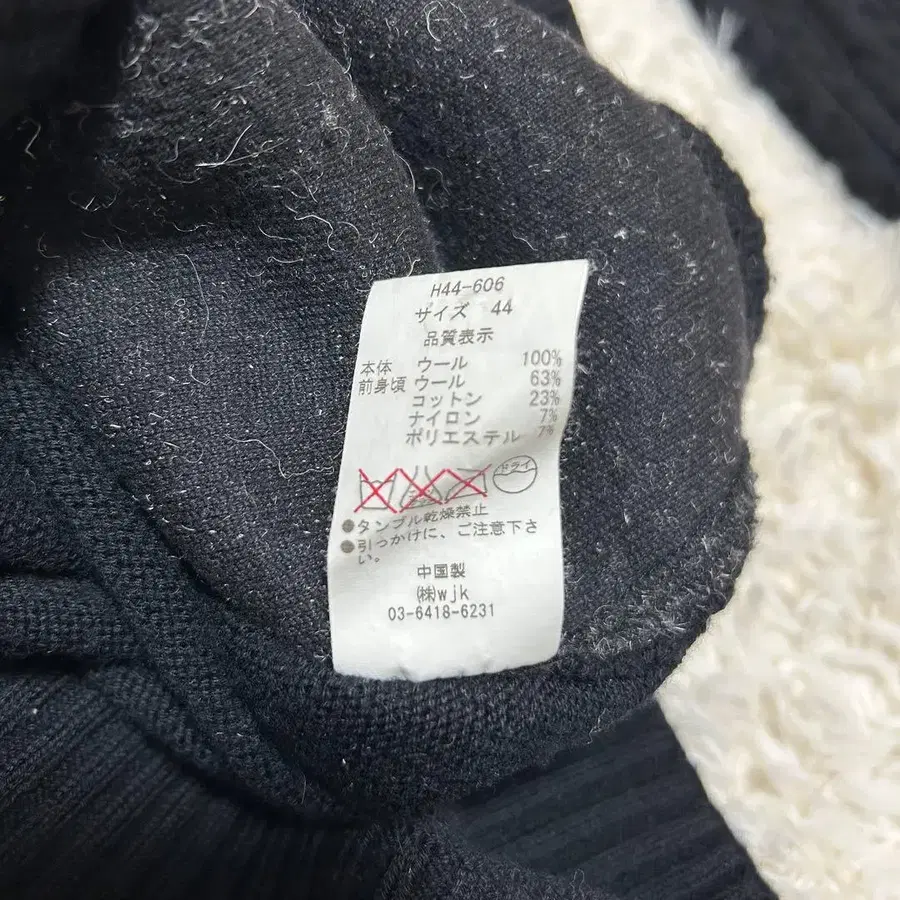 H44-606
サイズ 44
品質表示
本体 ウール 100%
前身頃 ウール 63%
コットン 23%
ナイロン 7%
ポリエステル 7%
ドライ
●タンブル乾燥禁止
●引っかけに、ご注意下さ
い。
中国製
㈱wjk
03-6418-6231